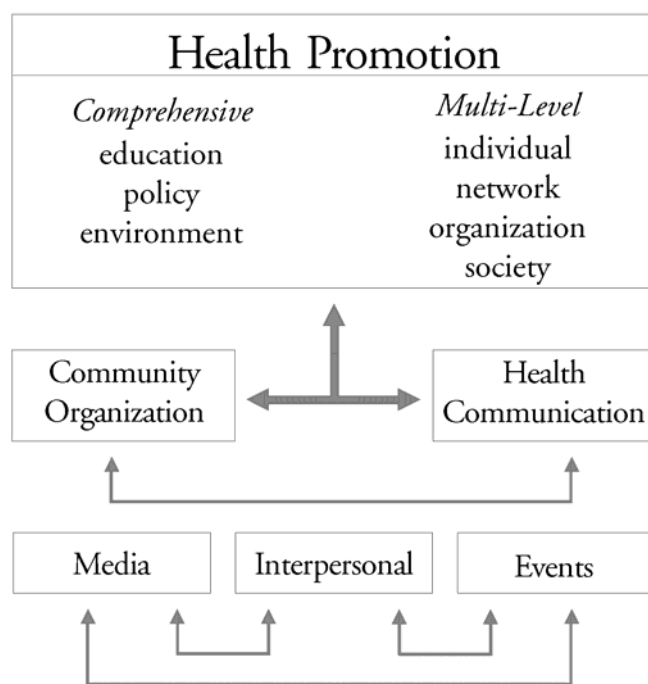 Health Promotion
Comprehensive
education
policy
environment
Multi-Level
individual
network
organization
society
Community
Organization
Health
Communication
Media
Interpersonal
Events